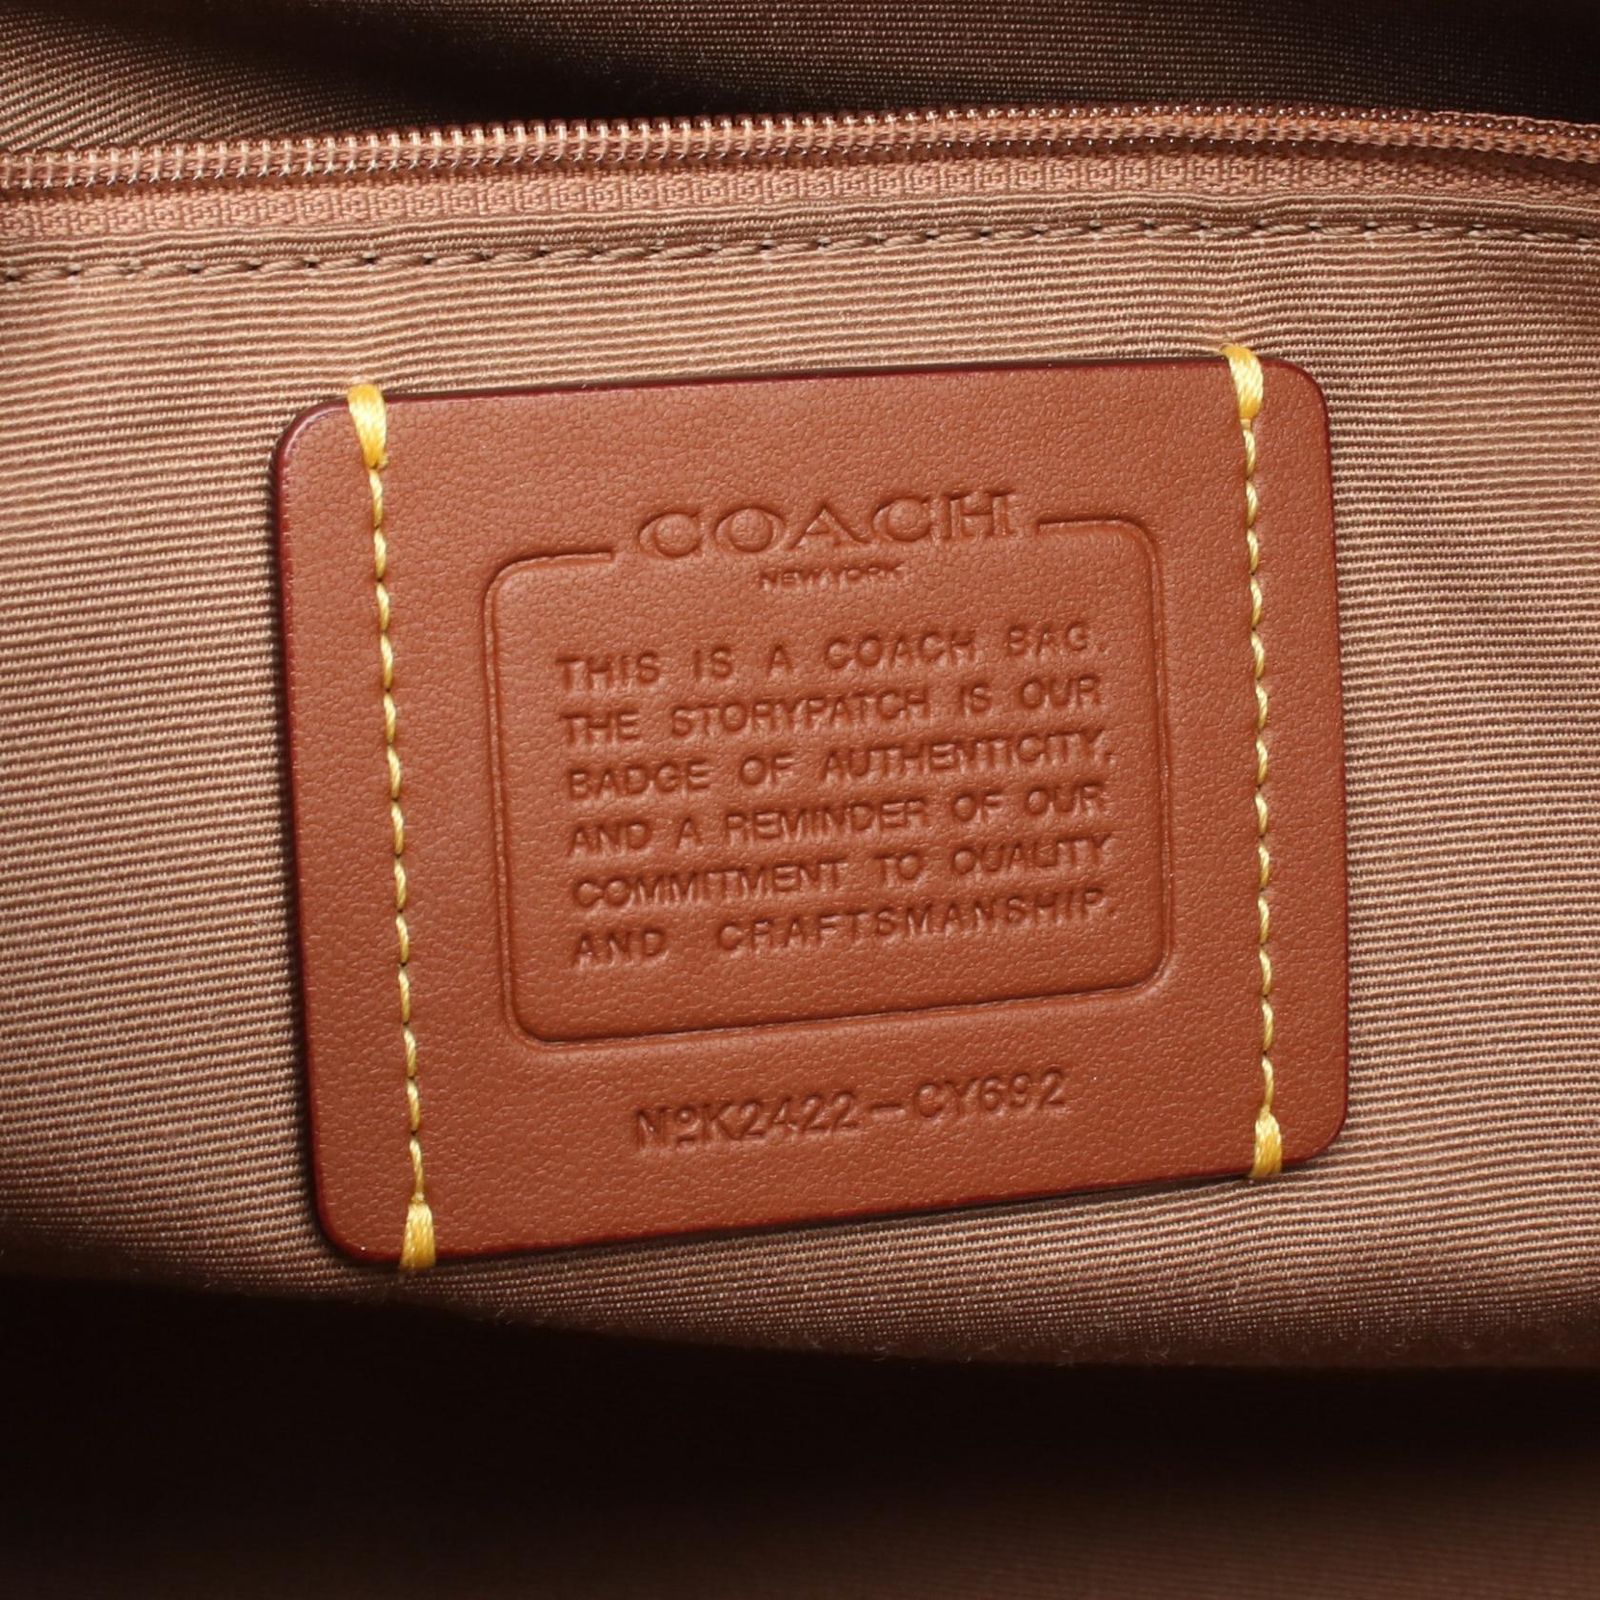 COACH
NEW YORK
THIS IS A COACH BAG.
THE STORYPATCH IS OUR
BADGE OF AUTHENTICITY,
AND A REMINDER OF OUR
COMMITMENT TO QUALITY
AND CRAFTSMANSHIP.
NoK2422-CY692